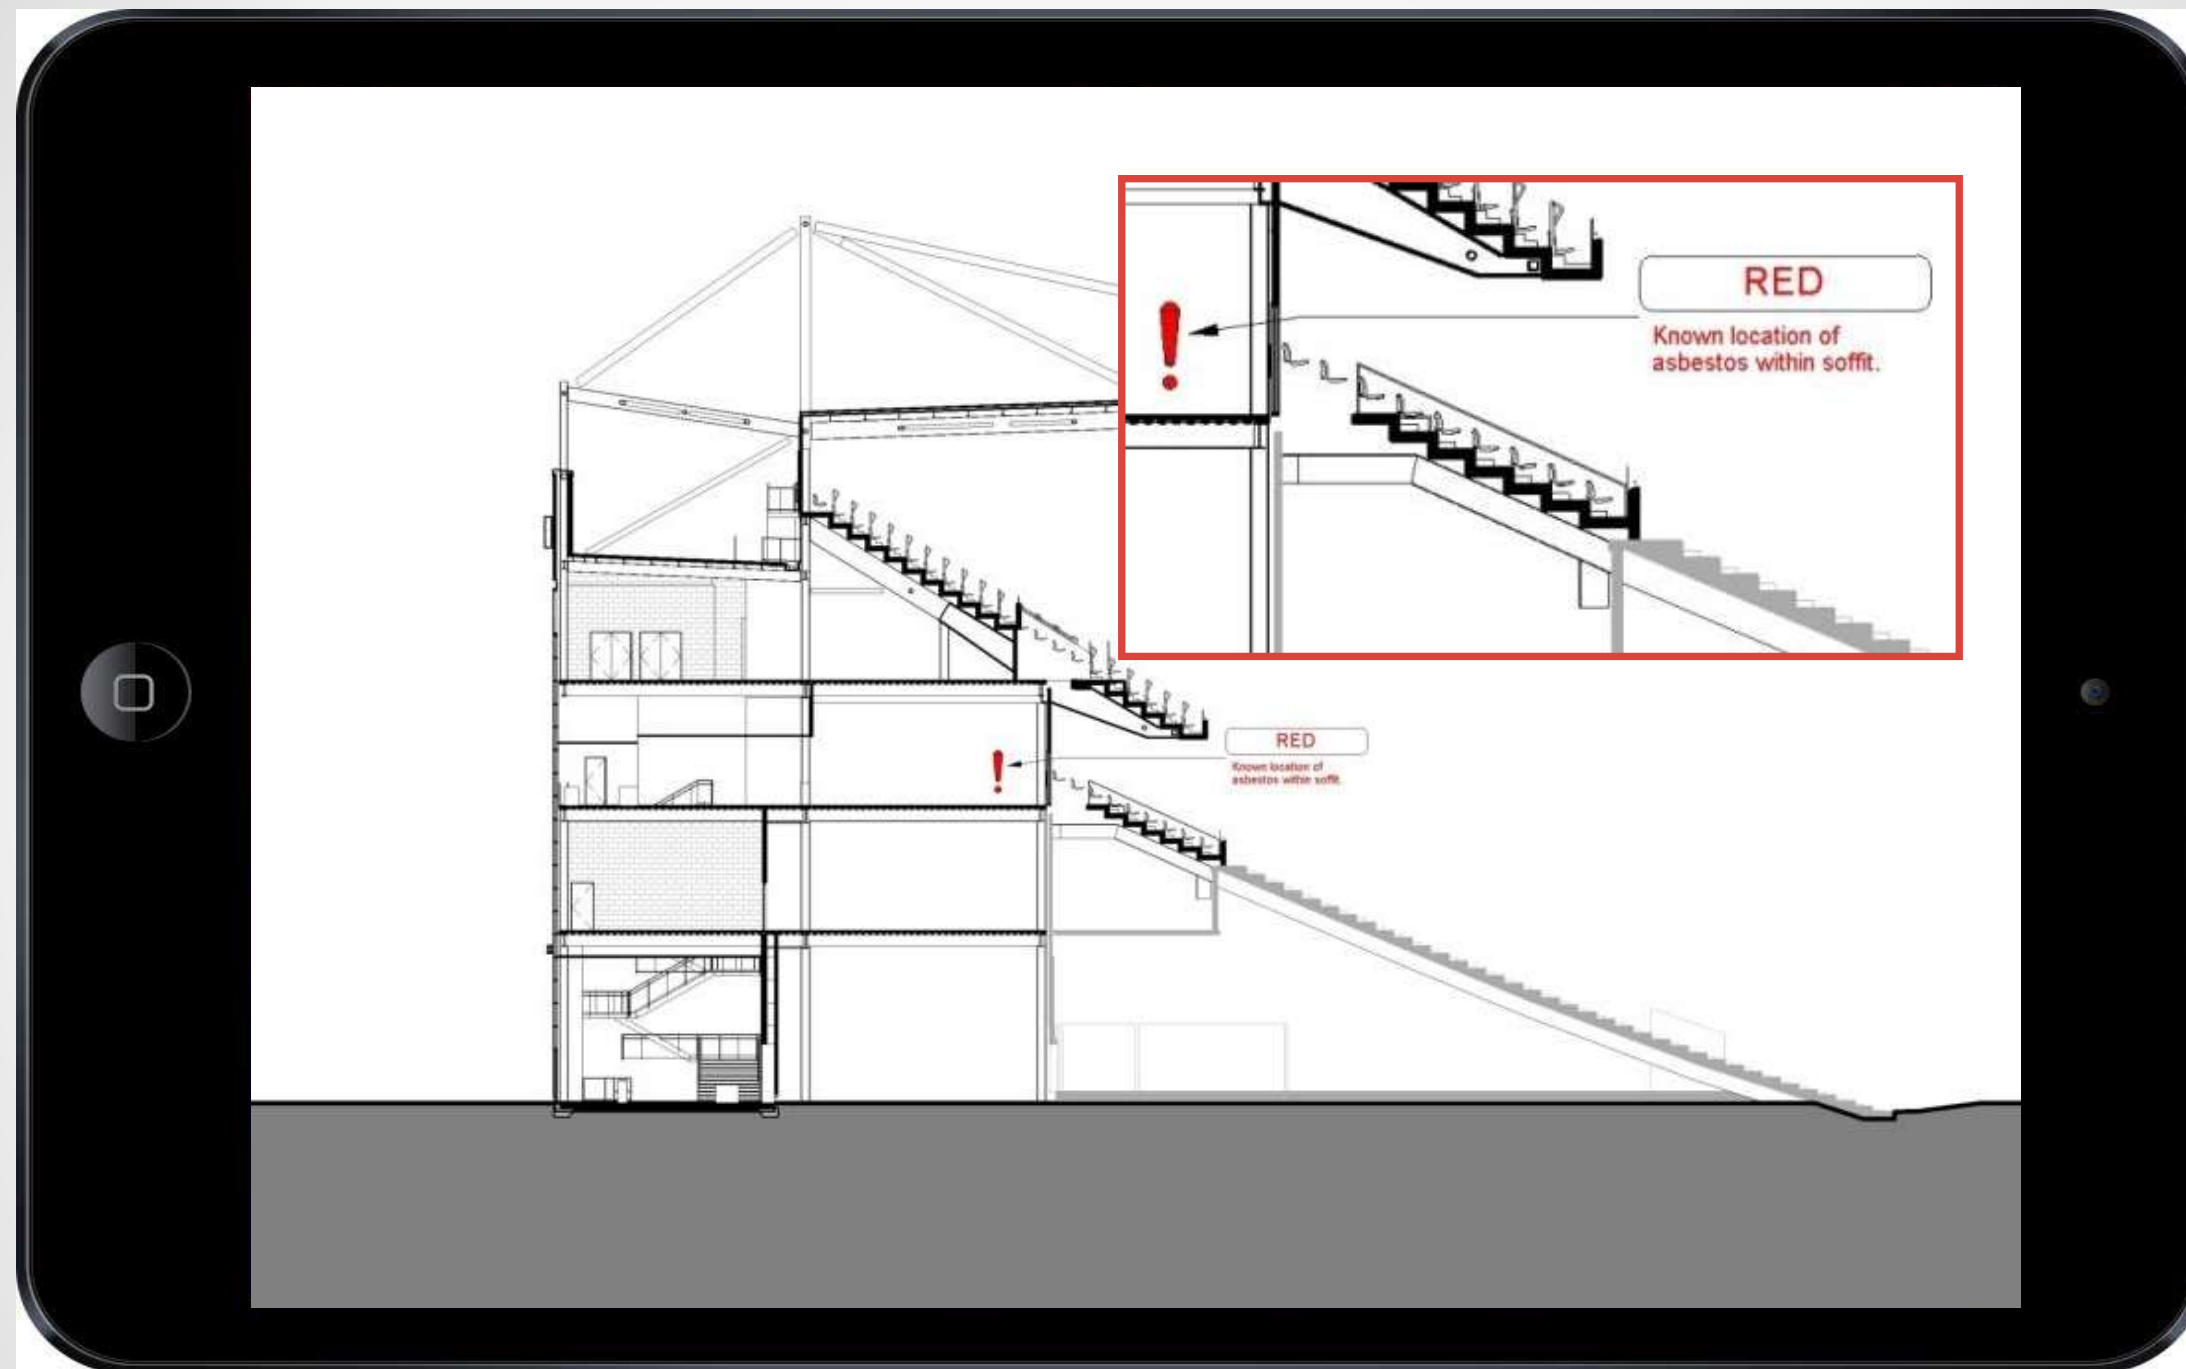 RED
Known location of
asbestos within soffit.
RED
Known location of
asbestos within soffit.